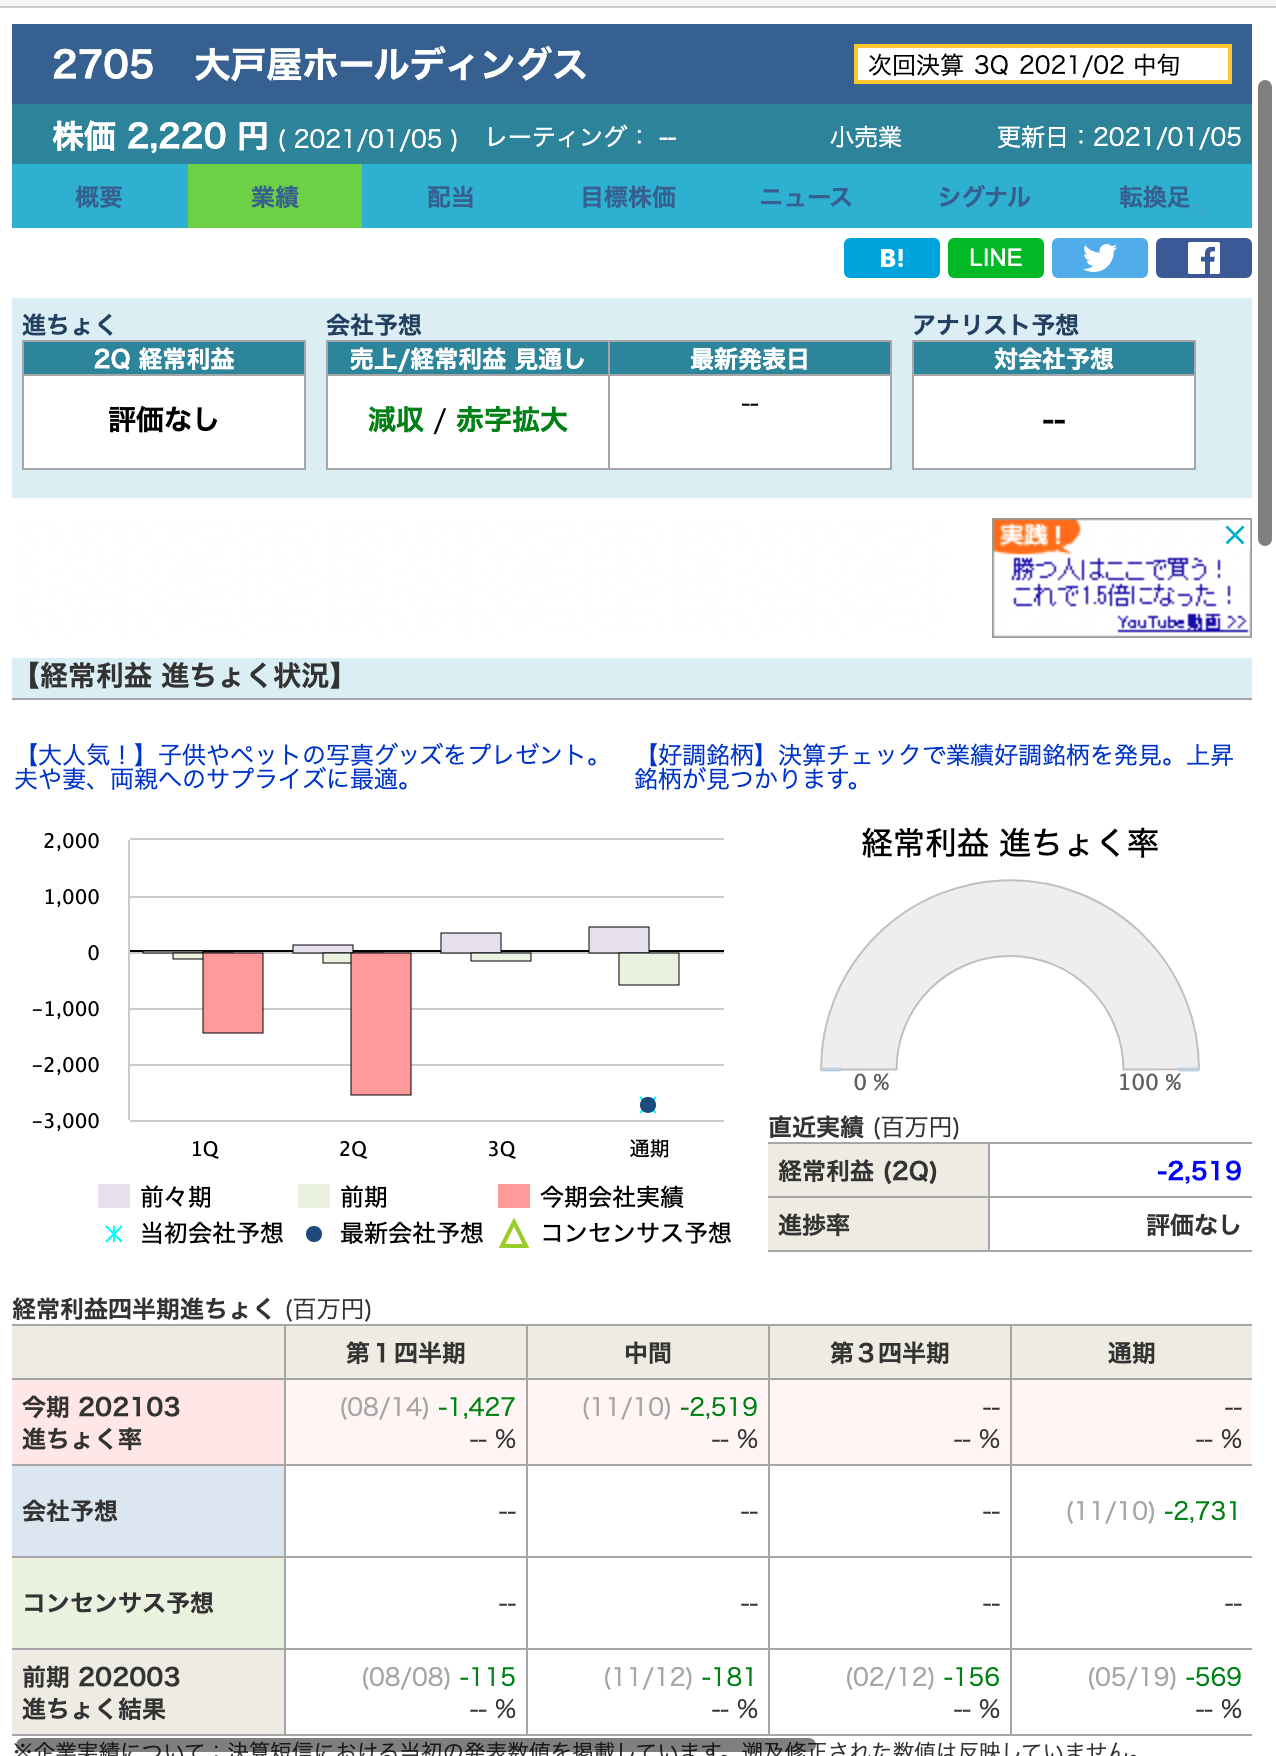 2705 大戸屋ホールディングス
次回決算 3Q 2021/02 中旬
株価 2,220 円 ( 2021/01/05 ) レーティング： -- 小売業 更新日：2021/01/05
概要 業績 配当 目標株価 ニュース シグナル 転換足
B! LINE
進ちょく 会社予想 アナリスト予想
2Q 経常利益 売上/経常利益 見通し 最新発表日 対会社予想
評価なし 減収 / 赤字拡大 -- --
実践！
勝つ人はここで買う！
これで1.5倍になった！
YouTube動画 >>
【経常利益 進ちょく状況】
【大人気！】子供やペットの写真グッズをプレゼント。
夫や妻、両親へのサプライズに最適。
【好調銘柄】決算チェックで業績好調銘柄を発見。上昇
銘柄が見つかります。
2,000
1,000
0
-1,000
-2,000
-3,000
1Q 2Q 3Q 通期
前々期 前期 今期会社実績
当初会社予想 最新会社予想 コンセンサス予想
経常利益 進ちょく率
0 % 100 %
直近実績 (百万円)
経常利益 (2Q) -2,519
進捗率 評価なし
経常利益四半期進ちょく (百万円)
第１四半期 中間 第３四半期 通期
今期 202103 (08/14) -1,427 (11/10) -2,519 -- --
進ちょく率 -- % -- % -- % -- %
会社予想 -- -- -- (11/10) -2,731
コンセンサス予想 -- -- -- --
前期 202003 (08/08) -115 (11/12) -181 (02/12) -156 (05/19) -569
進ちょく結果 -- % -- % -- % -- %
※企業実績について：決算短信における当初の発表数値を掲載しています。遡及修正された数値は反映していません。